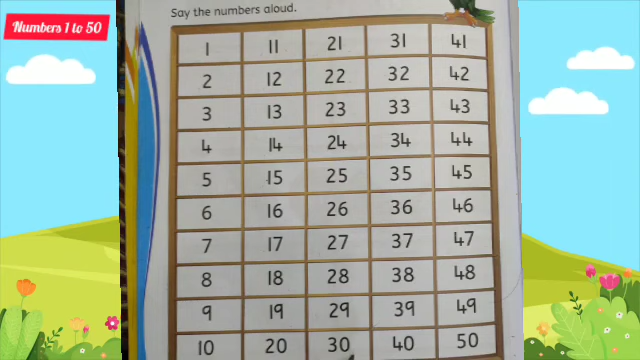 Numbers 1 to 50
Say the numbers aloud.
1 11 21 31 41
2 12 22 32 42
3 13 23 33 43
4 14 24 34 44
5 15 25 35 45
6 16 26 36 46
7 17 27 37 47
8 18 28 38 48
9 19 29 39 49
10 20 30 40 50